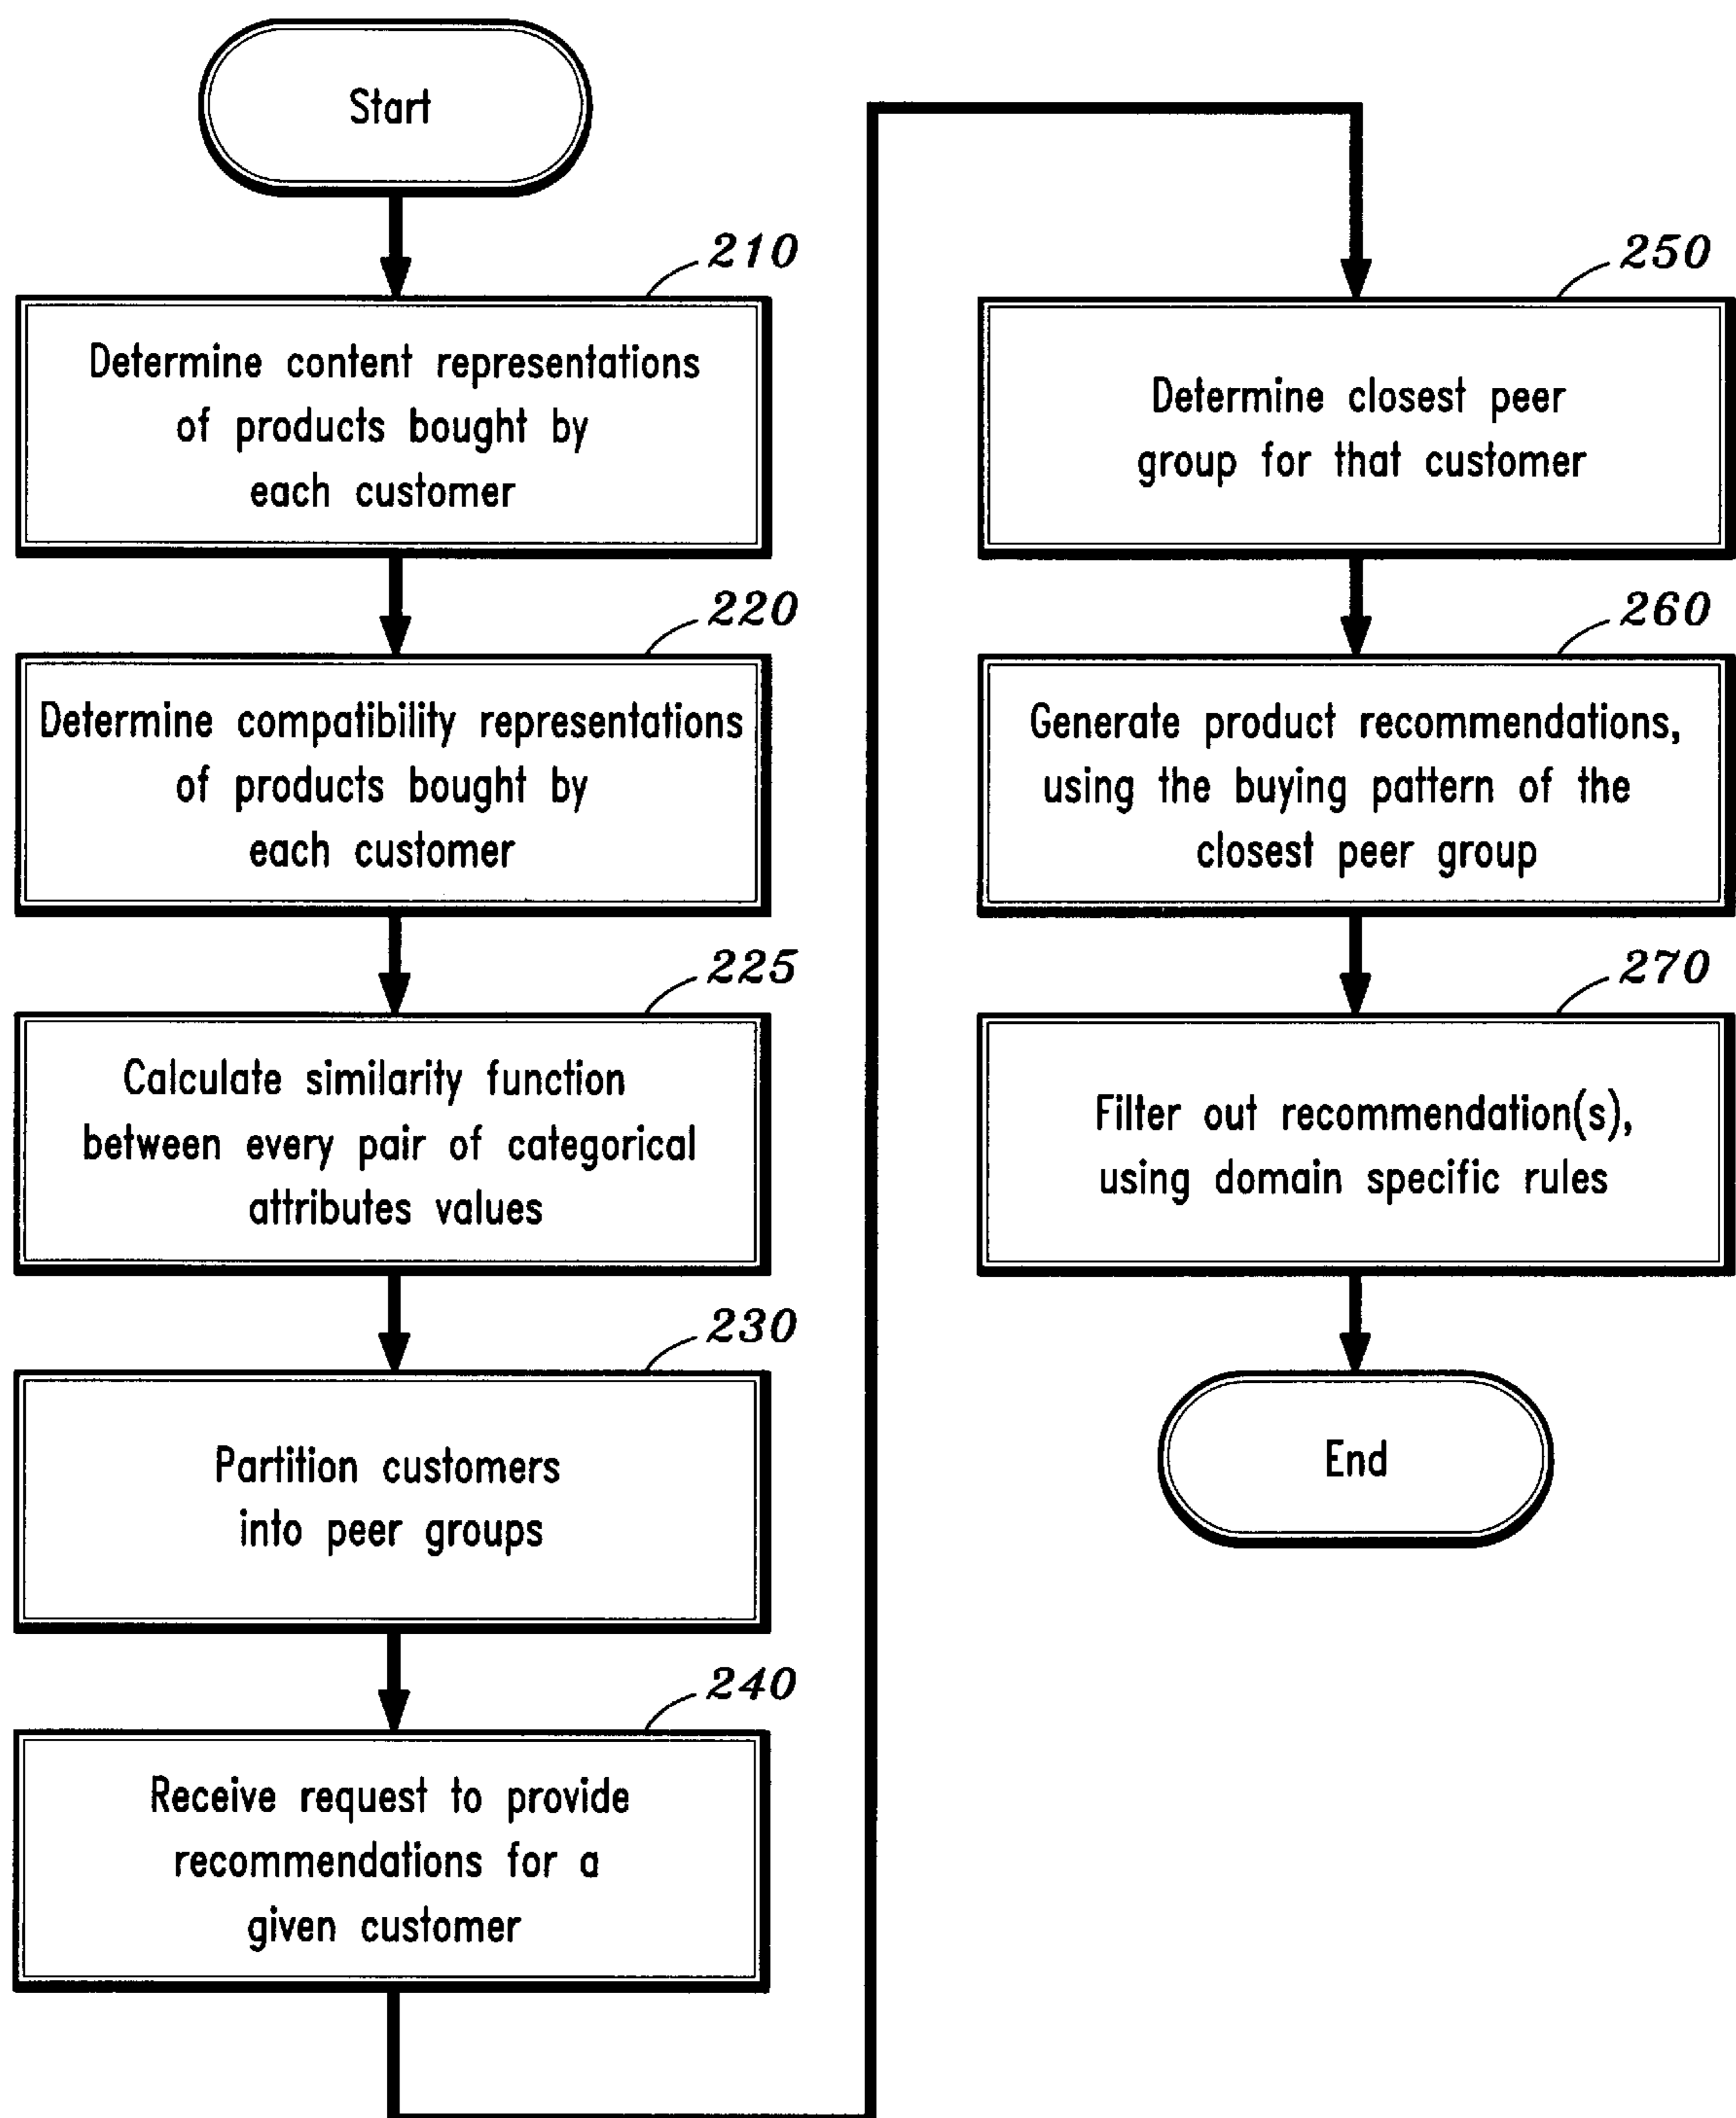 Start
210
Determine content representations
of products bought by
each customer
220
Determine compatibility representations
of products bought by
each customer
225
Calculate similarity function
between every pair of categorical
attributes values
230
Partition customers
into peer groups
240
Receive request to provide
recommendations for a
given customer
250
Determine closest peer
group for that customer
260
Generate product recommendations,
using the buying pattern of the
closest peer group
270
Filter out recommendation(s),
using domain specific rules
End